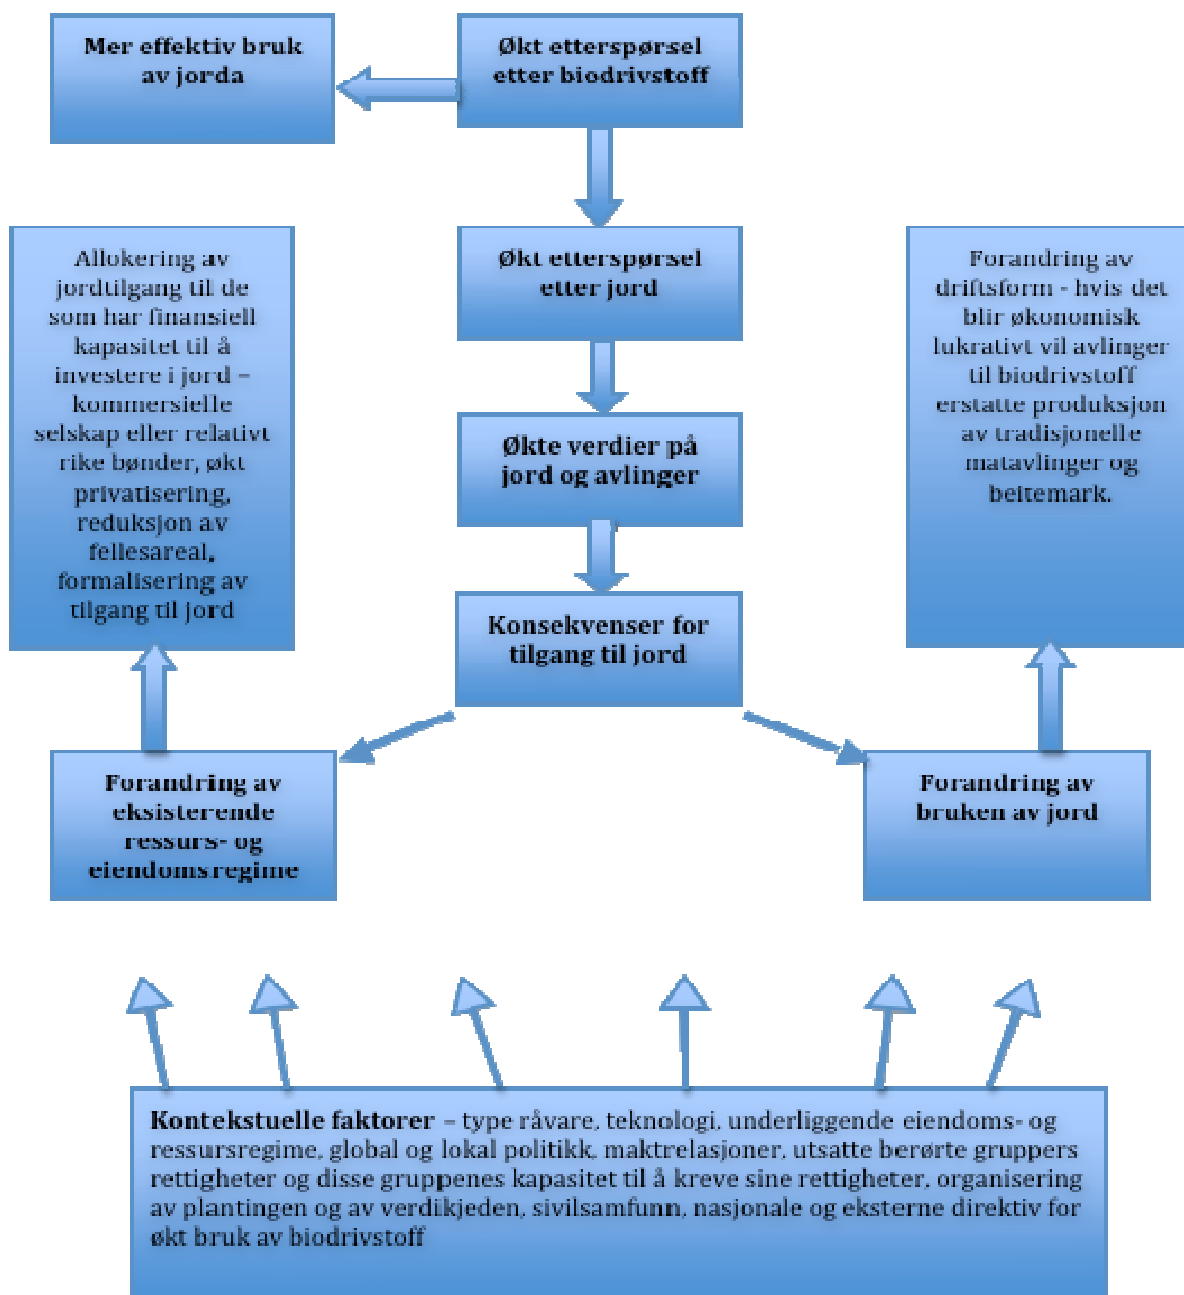 Mer effektiv bruk
av jorda
Økt etterspørsel
etter biodrivstoff
Allokering av
jordtilgang til de
som har finansiell
kapasitet til å
investere i jord –
kommersielle
selskap eller relativt
rike bønder, økt
privatisering,
reduksjon av
fellesareal,
formalisering av
tilgang til jord
Økt etterspørsel
etter jord
Forandring av
driftsform - hvis det
blir økonomisk
lukrativt vil avlinger
til biodrivstoff
erstatte produksjon
av tradisjonelle
matavlinger og
beitemark.
Økte verdier på
jord og avlinger
Konsekvenser for
tilgang til jord
Forandring av
eksisterende
ressurs- og
eiendomsregime
Forandring av
bruken av jord
Kontekstuelle faktorer – type råvare, teknologi, underliggende eiendoms- og
ressursregime, global og lokal politikk, maktrelasjoner, utsatte berørte gruppers
rettigheter og disse gruppenes kapasitet til å kreve sine rettigheter, organisering
av plantingen og av verdikjeden, sivilsamfunn, nasjonale og eksterne direktiv for
økt bruk av biodrivstoff